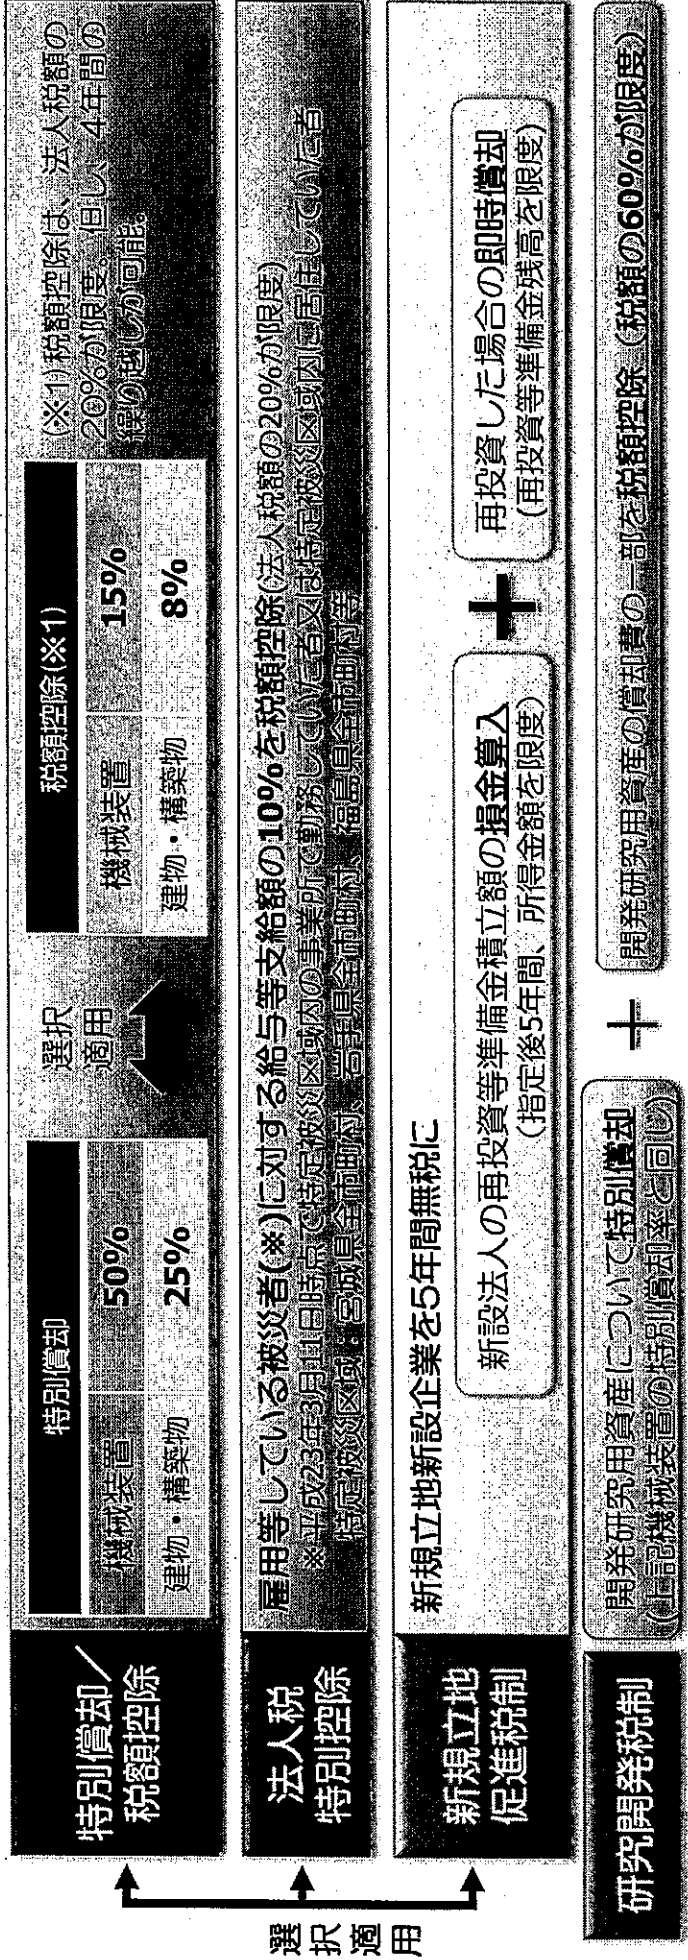 選択
適用
特別償却／
税額控除
特別償却
機械装置 50%
建物・構築物 25%
選択
適用
税額控除(※1)
機械装置 15%
建物・構築物 8%
(※1)税額控除は、法人税額の
20%が限度。但し、4年間の
繰り越しが可能。
法人税
特別控除
雇用等している被災者(※)に対する給与等支給額の10%を税額控除(法人税額の20%が限度)
※平成23年3月11日時点で特定被災区域内の事業所で勤務していた者又は特定被災区域内に居住していた者
特定被災区域：宮城県全市町村、岩手県全市町村、福島県全市町村等
新規立地
促進税制
新規立地新設企業を5年間無税に
新設法人の再投資等準備金積立額の損金算入
(指定後5年間、所得金額を限度)
＋
再投資した場合の即時償却
(再投資等準備金残高を限度)
研究開発税制
開発研究用資産について特別償却
(上記機械装置の特別償却率と同じ)
＋
開発研究用資産の償却費の一部を税額控除（税額の60%が限度）